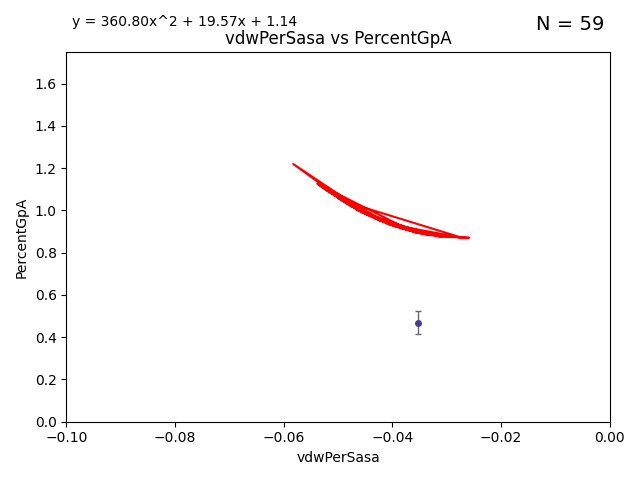 y = 360.80x^2 + 19.57x + 1.14
N = 59
vdwPerSasa vs PercentGpA
1.6
1.4
1.2
1.0
0.8
0.6
0.4
0.2
0.0
PercentGpA
−0.10 −0.08 −0.06 −0.04 −0.02 0.00
vdwPerSasa